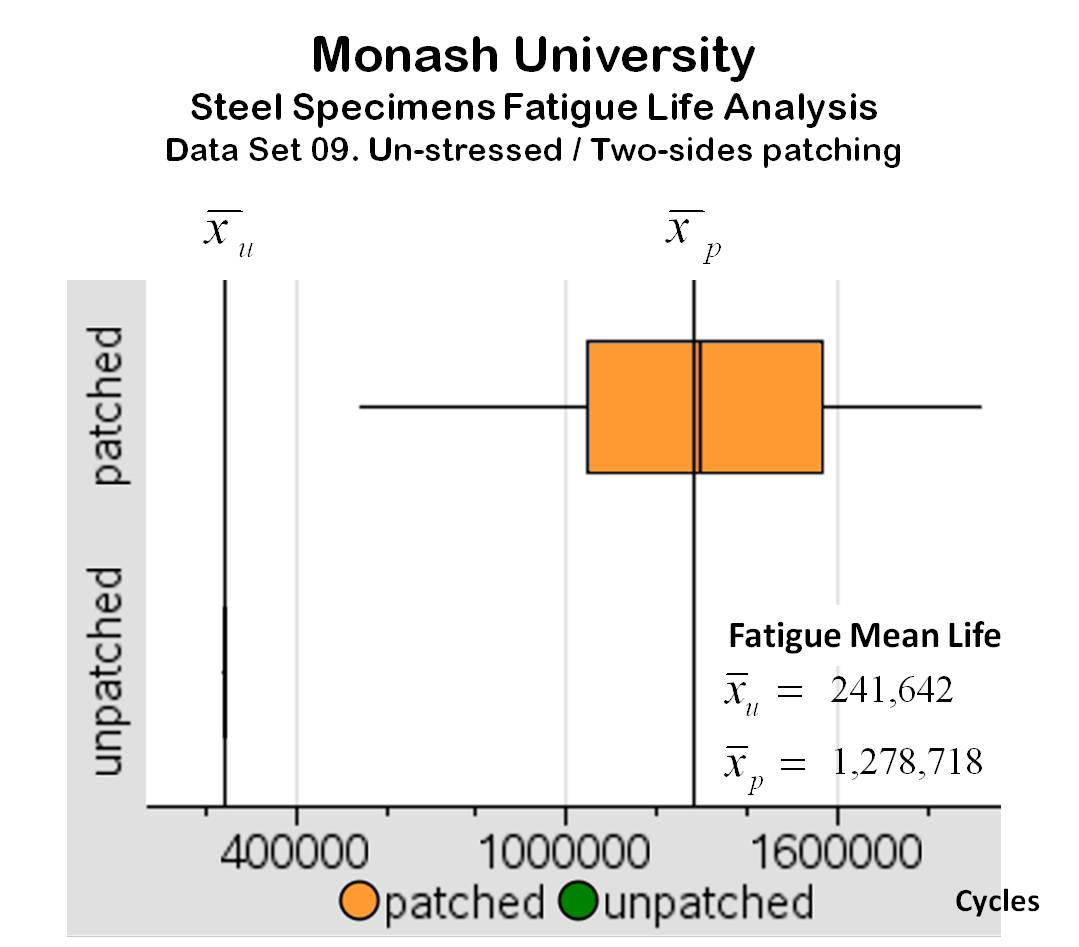 Monash University
Steel Specimens Fatigue Life Analysis
Data Set 09. Un-stressed / Two-sides patching
x̅ u x̅ p
patched
unpatched
Fatigue Mean Life
x̅u = 241,642
x̅p = 1,278,718
400000 1000000 1600000
patched unpatched Cycles